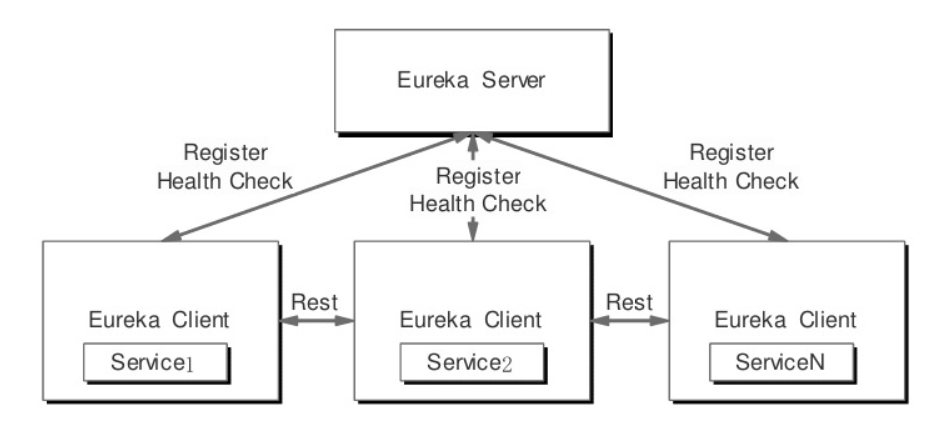 Eureka Server
Register
Health Check
Register
Health Check
Register
Health Check
Eureka Client
Service1
Rest
Eureka Client
Service2
Rest
Eureka Client
ServiceN